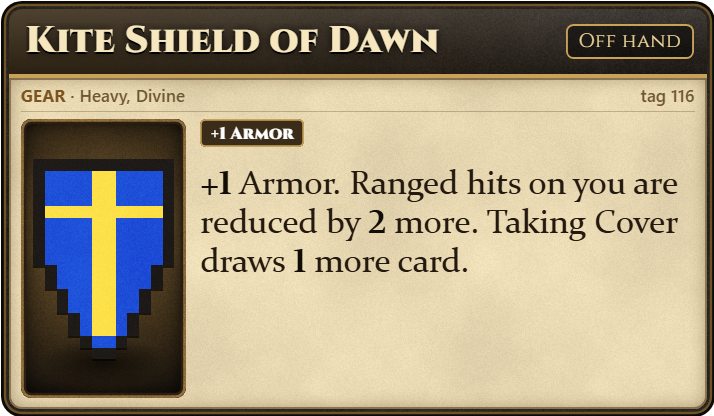 Kite Shield of Dawn
Off hand
GEAR · Heavy, Divine
tag 116
+1 Armor
+1 Armor. Ranged hits on you are
reduced by 2 more. Taking Cover
draws 1 more card.